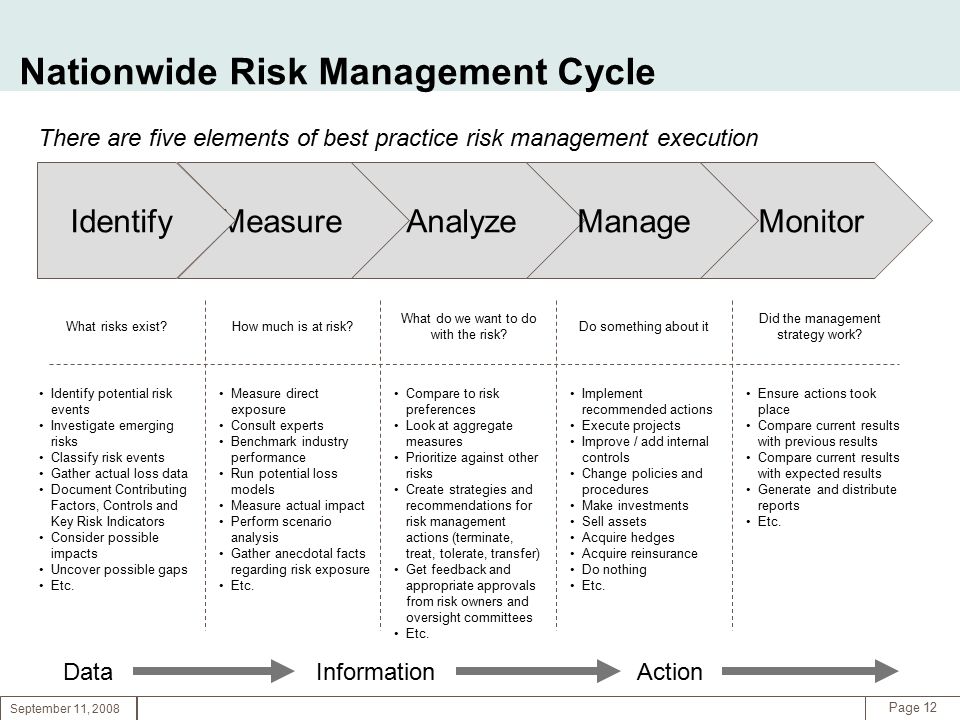 Nationwide Risk Management Cycle
There are five elements of best practice risk management execution
Identify
Measure
Analyze
Manage
Monitor
What risks exist?
How much is at risk?
What do we want to do
with the risk?
Do something about it
Did the management
strategy work?
• Identify potential risk
events
• Investigate emerging
risks
• Classify risk events
• Gather actual loss data
• Document Contributing
Factors, Controls and
Key Risk Indicators
• Consider possible
impacts
• Uncover possible gaps
• Etc.
• Measure direct
exposure
• Consult experts
• Benchmark industry
performance
• Run potential loss
models
• Measure actual impact
• Perform scenario
analysis
• Gather anecdotal facts
regarding risk exposure
• Etc.
• Compare to risk
preferences
• Look at aggregate
measures
• Prioritize against other
risks
• Create strategies and
recommendations for
risk management
actions (terminate,
treat, tolerate, transfer)
• Get feedback and
appropriate approvals
from risk owners and
oversight committees
• Etc.
• Implement
recommended actions
• Execute projects
• Improve / add internal
controls
• Change policies and
procedures
• Make investments
• Sell assets
• Acquire hedges
• Acquire reinsurance
• Do nothing
• Etc.
• Ensure actions took
place
• Compare current results
with previous results
• Compare current results
with expected results
• Generate and distribute
reports
• Etc.
Data
Information
Action
September 11, 2008
Page 12